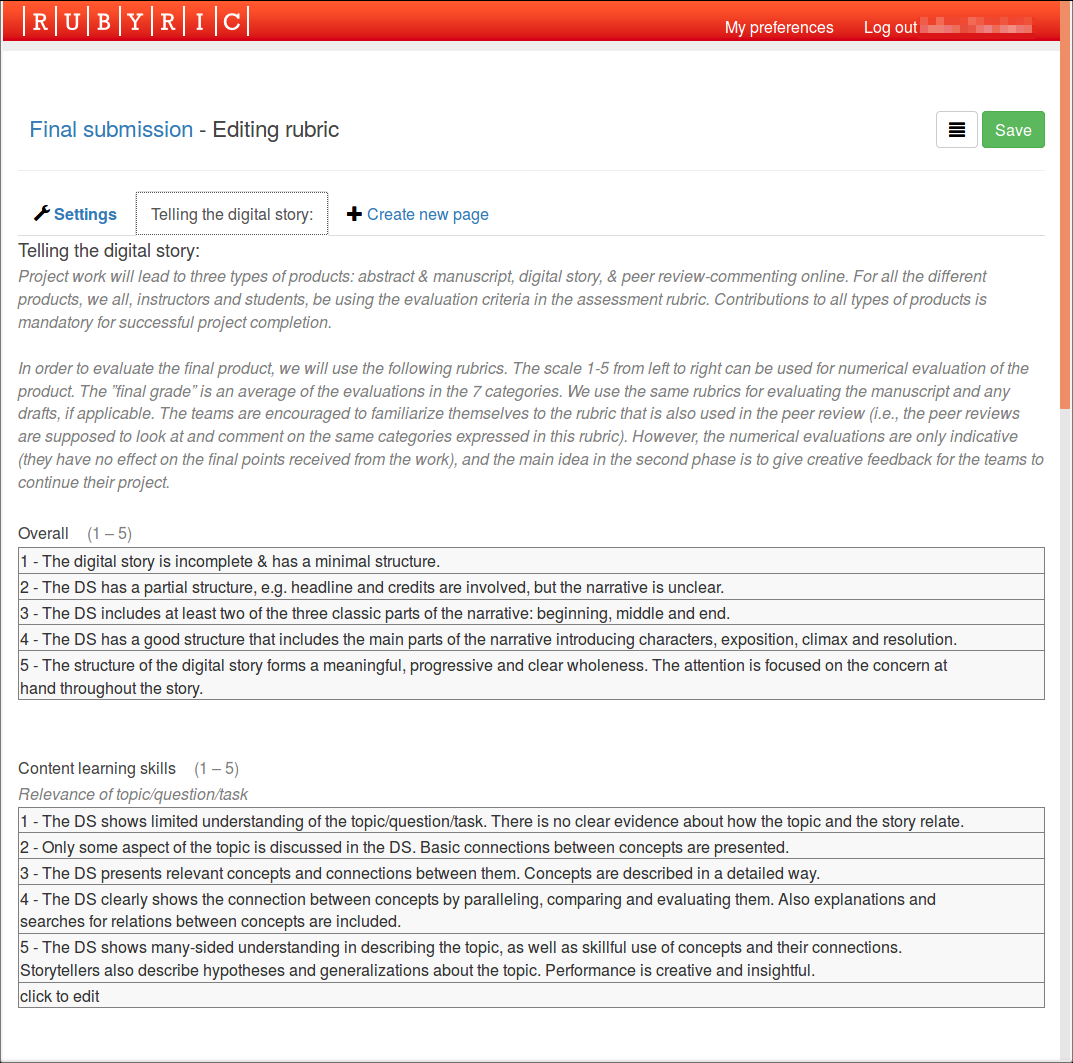 RUBYRIC
My preferences Log out
Final submission - Editing rubric
Save
Settings Telling the digital story: Create new page
Telling the digital story:
Project work will lead to three types of products: abstract & manuscript, digital story, & peer review-commenting online. For all the different
products, we all, instructors and students, be using the evaluation criteria in the assessment rubric. Contributions to all types of products is
mandatory for successful project completion.
In order to evaluate the final product, we will use the following rubrics. The scale 1-5 from left to right can be used for numerical evaluation of the
product. The ”final grade” is an average of the evaluations in the 7 categories. We use the same rubrics for evaluating the manuscript and any
drafts, if applicable. The teams are encouraged to familiarize themselves to the rubric that is also used in the peer review (i.e., the peer reviews
are supposed to look at and comment on the same categories expressed in this rubric). However, the numerical evaluations are only indicative
(they have no effect on the final points received from the work), and the main idea in the second phase is to give creative feedback for the teams to
continue their project.
Overall (1 – 5)
1 - The digital story is incomplete & has a minimal structure.
2 - The DS has a partial structure, e.g. headline and credits are involved, but the narrative is unclear.
3 - The DS includes at least two of the three classic parts of the narrative: beginning, middle and end.
4 - The DS has a good structure that includes the main parts of the narrative introducing characters, exposition, climax and resolution.
5 - The structure of the digital story forms a meaningful, progressive and clear wholeness. The attention is focused on the concern at
hand throughout the story.
Content learning skills (1 – 5)
Relevance of topic/question/task
1 - The DS shows limited understanding of the topic/question/task. There is no clear evidence about how the topic and the story relate.
2 - Only some aspect of the topic is discussed in the DS. Basic connections between concepts are presented.
3 - The DS presents relevant concepts and connections between them. Concepts are described in a detailed way.
4 - The DS clearly shows the connection between concepts by paralleling, comparing and evaluating them. Also explanations and
searches for relations between concepts are included.
5 - The DS shows many-sided understanding in describing the topic, as well as skillful use of concepts and their connections.
Storytellers also describe hypotheses and generalizations about the topic. Performance is creative and insightful.
click to edit